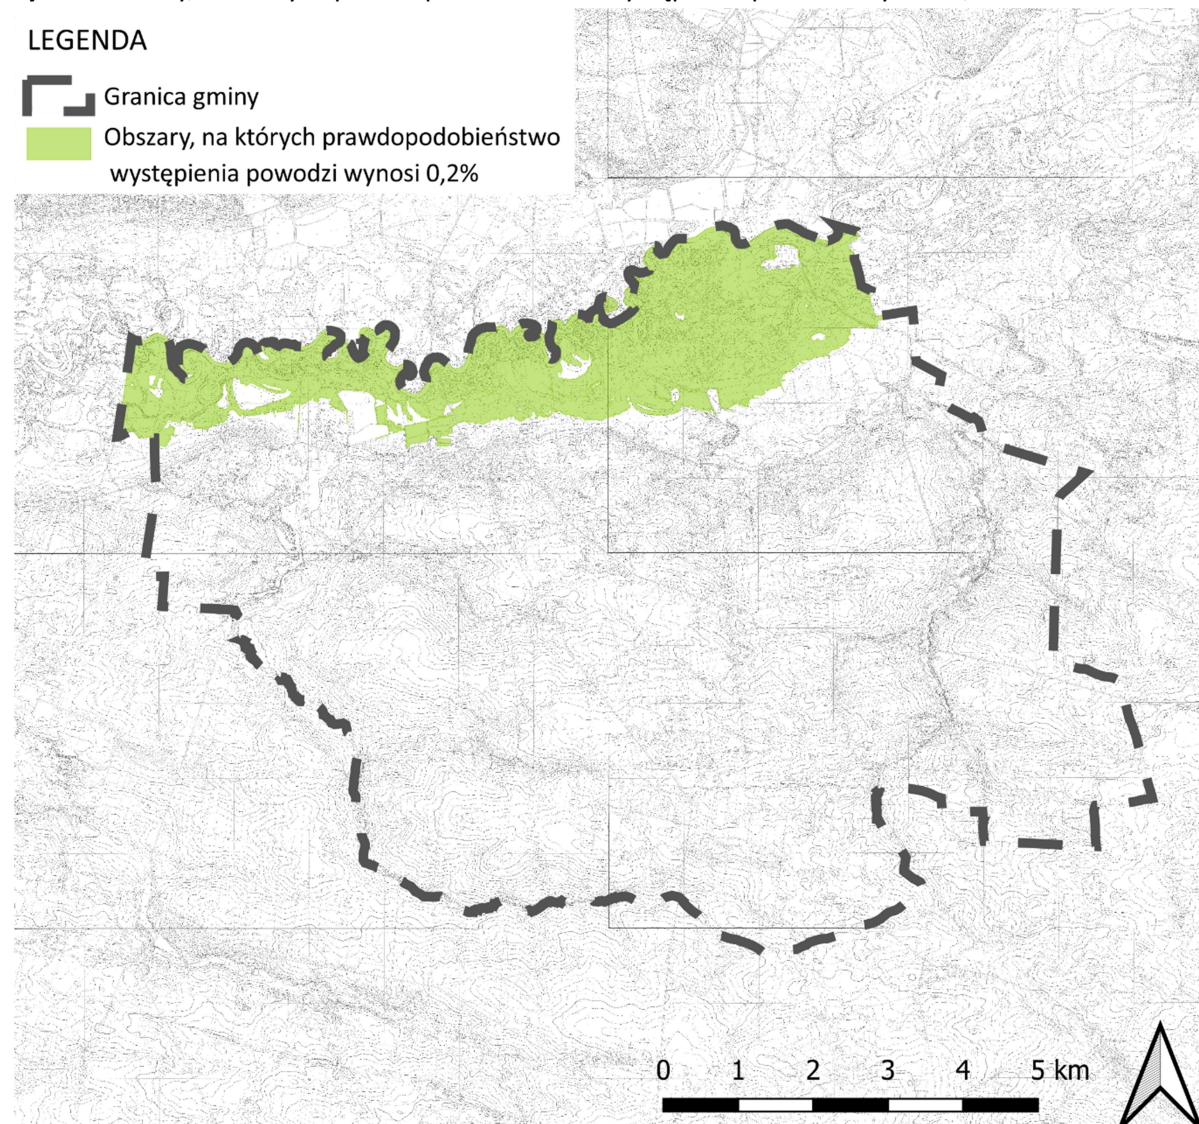 LEGENDA
Granica gminy
Obszary, na których prawdopodobieństwo
występienia powodzi wynosi 0,2%
0 1 2 3 4 5 km